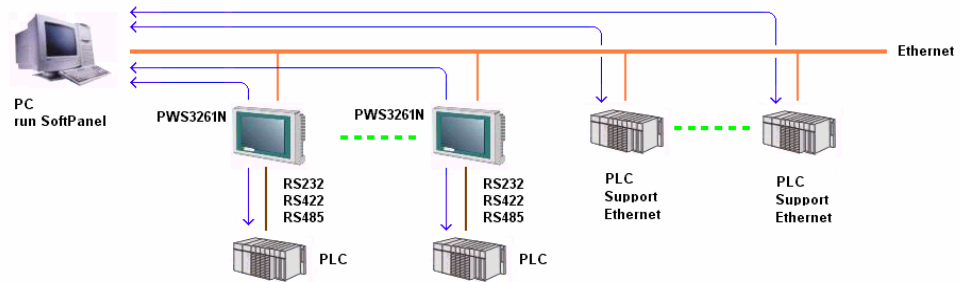 Ethernet
PC
run SoftPanel
PWS3261N
PWS3261N
RS232
RS422
RS485
RS232
RS422
RS485
PLC
Support
Ethernet
PLC
Support
Ethernet
PLC
PLC